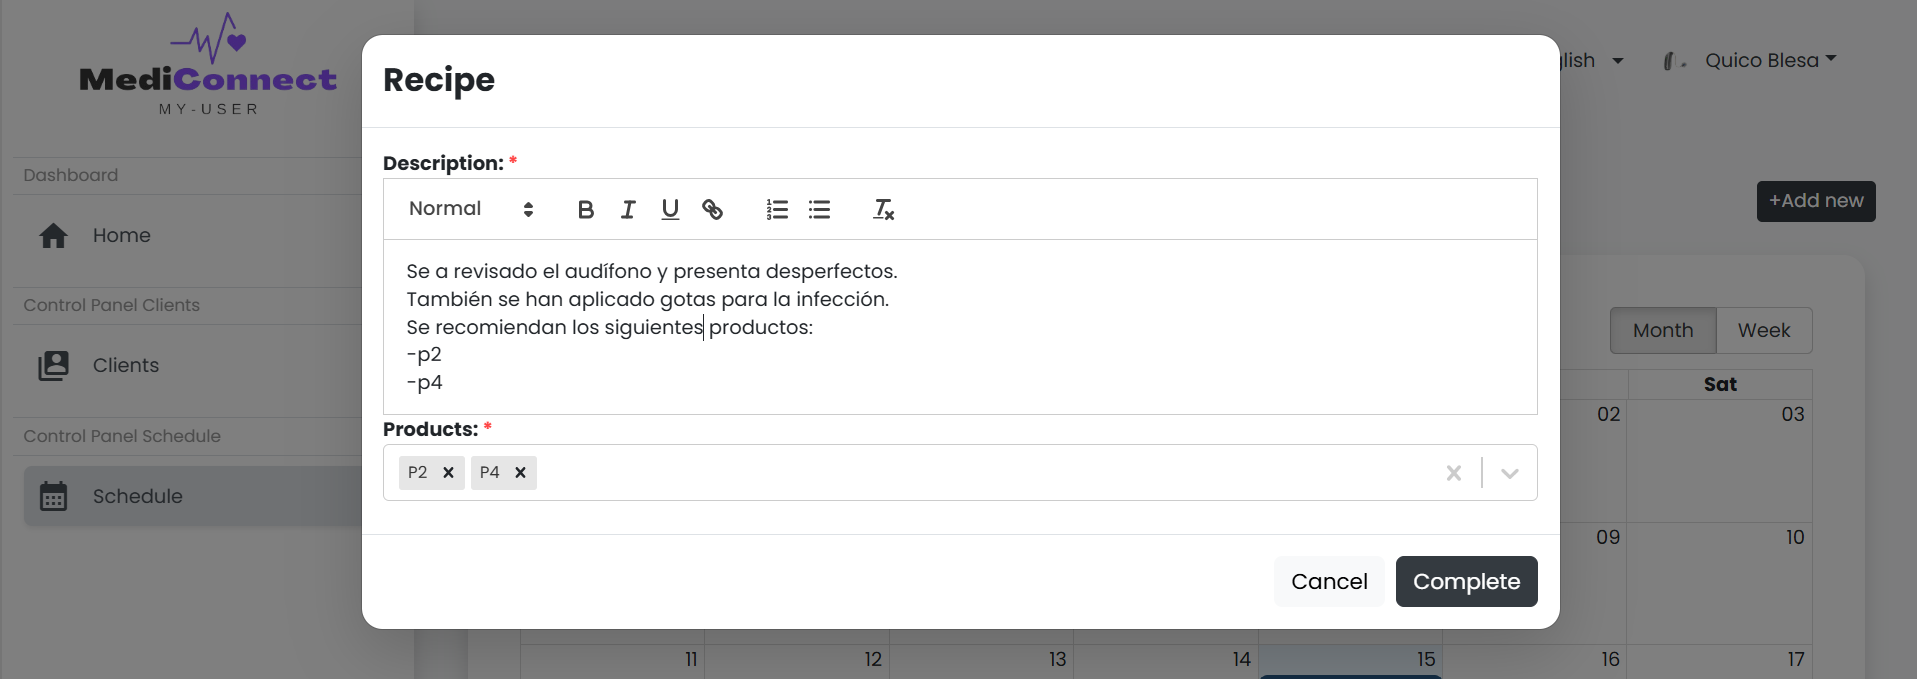 MediConnect
MY-USER
Dashboard
Home
Control Panel Clients
Clients
Control Panel Schedule
Schedule
Quico Blesa
+Add new
Month
Week
Sat
02
03
09
10
11
12
13
14
15
16
17
Recipe
Description: *
Normal
Se a revisado el audífono y presenta desperfectos.
También se han aplicado gotas para la infección.
Se recomiendan los siguientes productos:
-p2
-p4
Products: *
P2
P4
Cancel
Complete